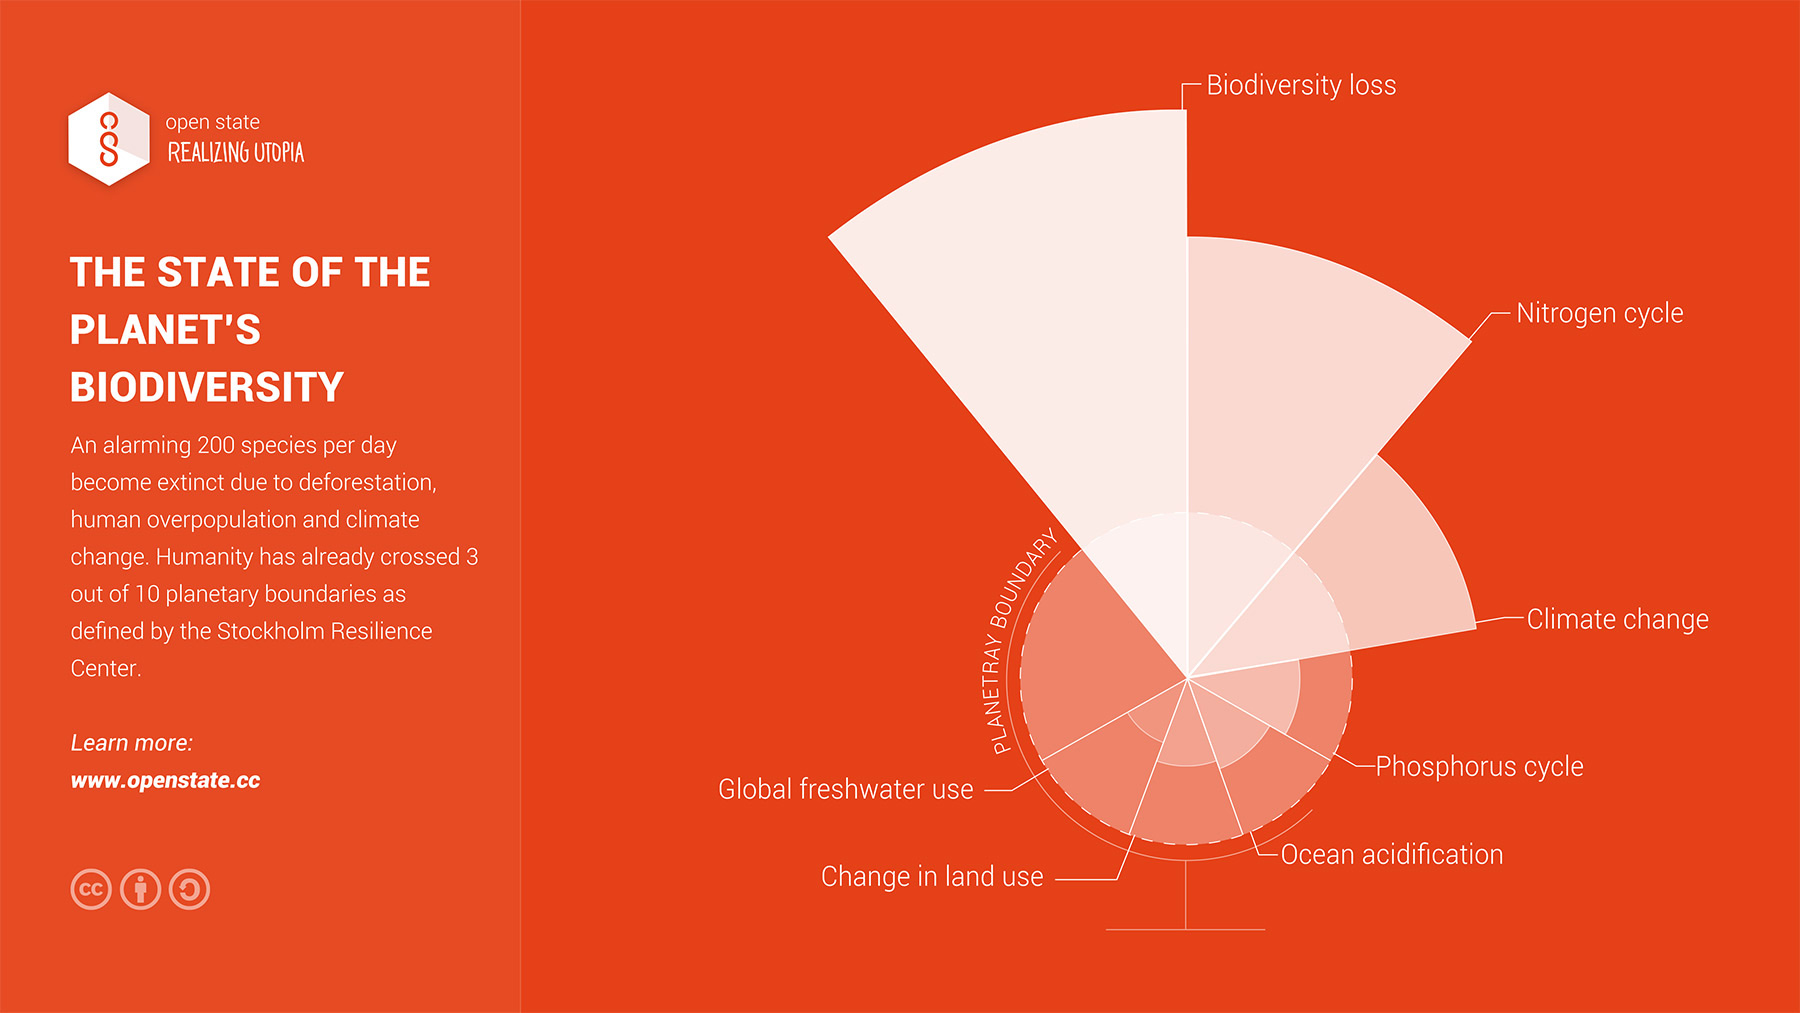 open state
REALIZING UTOPIA
THE STATE OF THE
PLANET'S
BIODIVERSITY
An alarming 200 species per day
become extinct due to deforestation,
human overpopulation and climate
change. Humanity has already crossed 3
out of 10 planetary boundaries as
defined by the Stockholm Resilience
Center.
Learn more:
www.openstate.cc
cc
Biodiversity loss
Nitrogen cycle
Climate change
PLANETRAY BOUNDARY
Phosphorus cycle
Global freshwater use
Ocean acidification
Change in land use